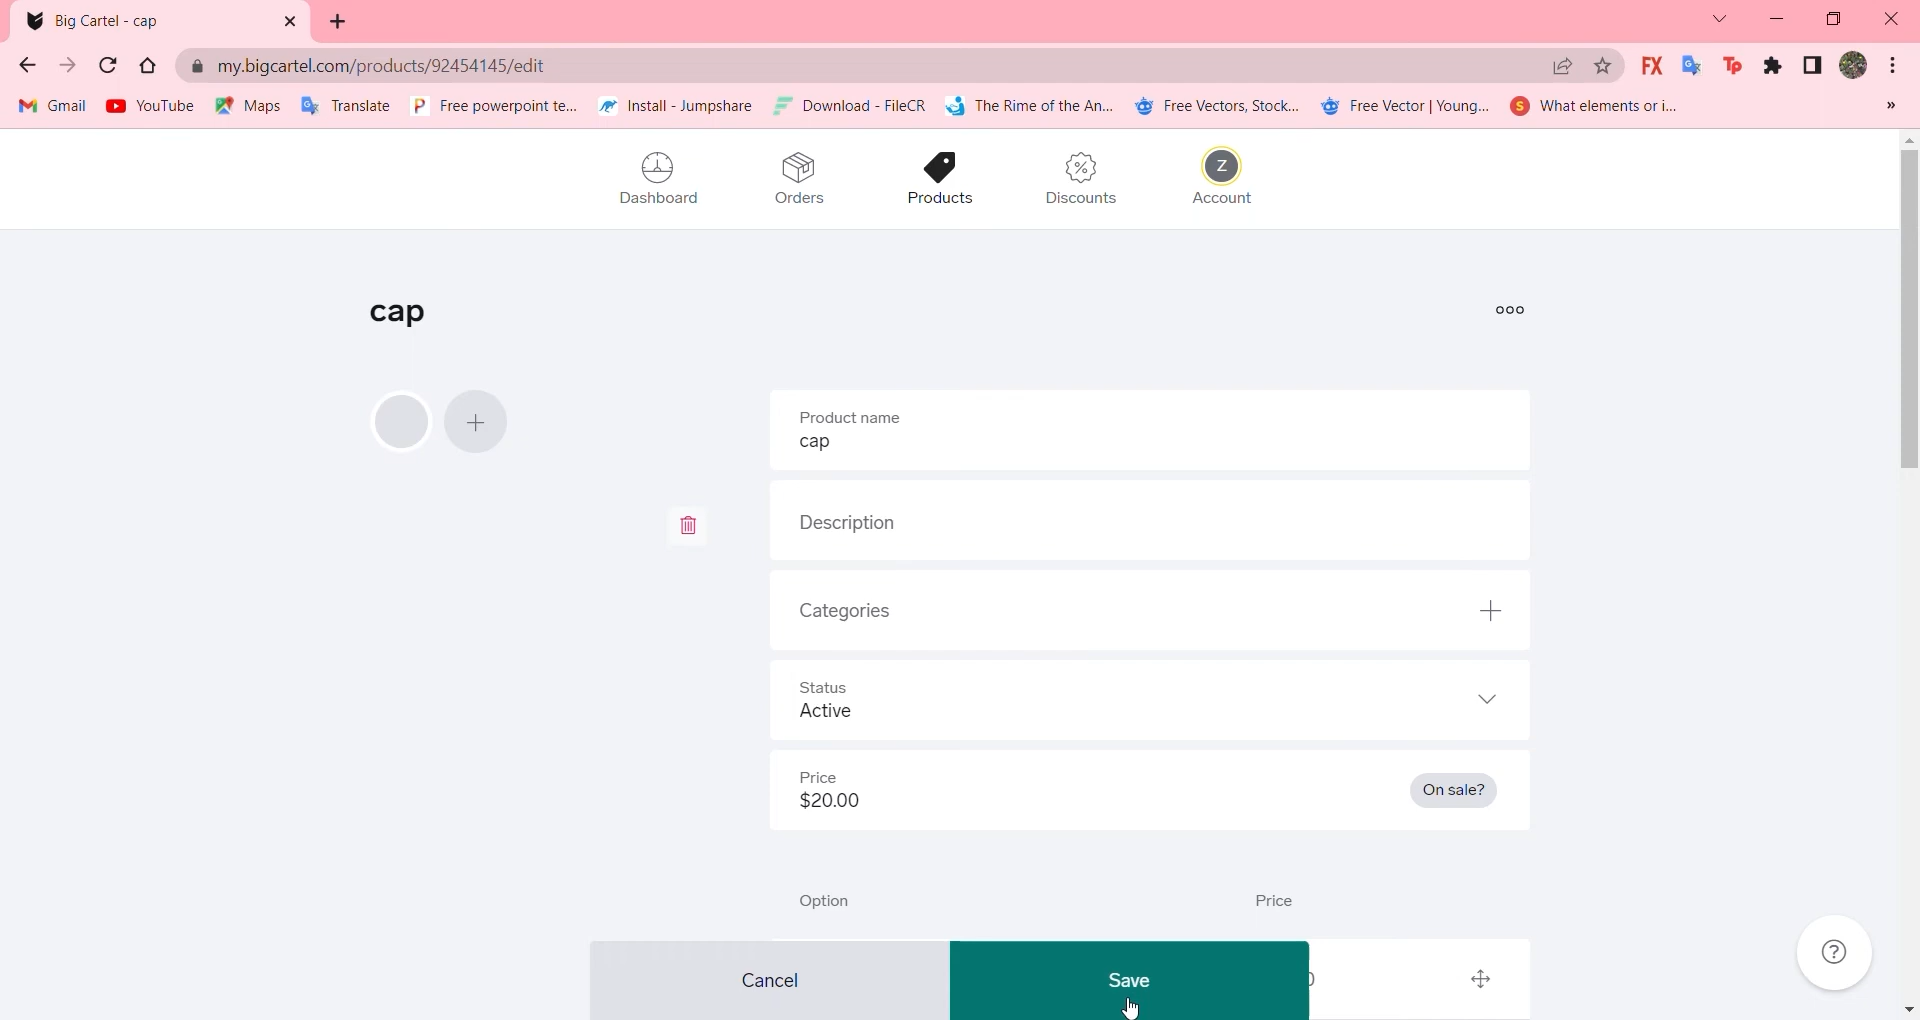 Big Cartel - cap
my.bigcartel.com/products/92454145/edit
FX
Tp
Gmail
YouTube
Maps
Translate
P
Free powerpoint te...
Install - Jumpshare
Download - FileCR
The Rime of the An...
Free Vectors, Stock...
Free Vector | Young...
S
What elements or i...
»
Dashboard
Orders
Products
Discounts
Z
Account
cap
Product name
cap
Description
Categories
Status
Active
Price
$20.00
On sale?
Option
Price
Cancel
Save